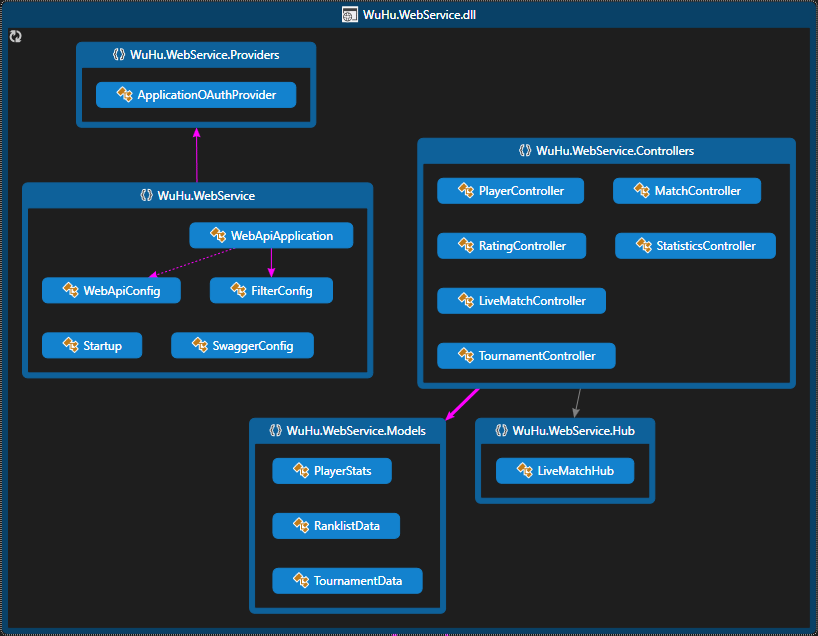 WuHu.WebService.dll
WuHu.WebService.Providers
ApplicationOAuthProvider
WuHu.WebService
WebApiApplication
WebApiConfig
FilterConfig
Startup
SwaggerConfig
WuHu.WebService.Controllers
PlayerController
MatchController
RatingController
StatisticsController
LiveMatchController
TournamentController
WuHu.WebService.Models
PlayerStats
RanklistData
TournamentData
WuHu.WebService.Hub
LiveMatchHub